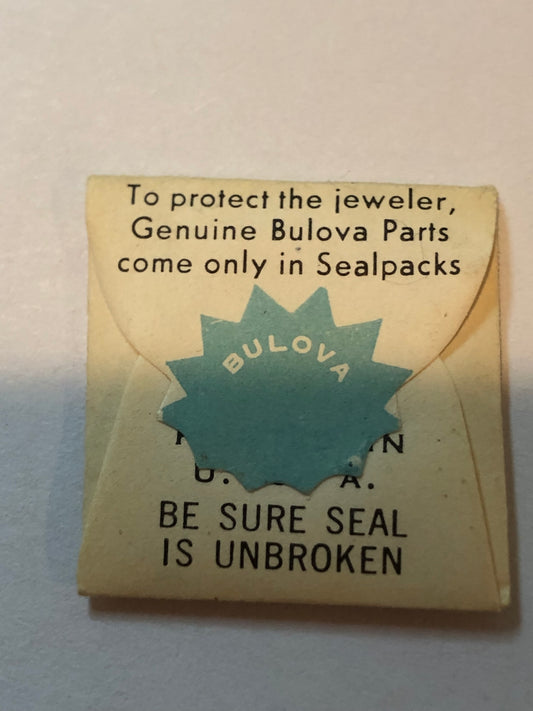 To protect the jeweler,
Genuine Bulova Parts
come only in Sealpacks
BULOVA
U. A.
BE SURE SEAL
IS UNBROKEN